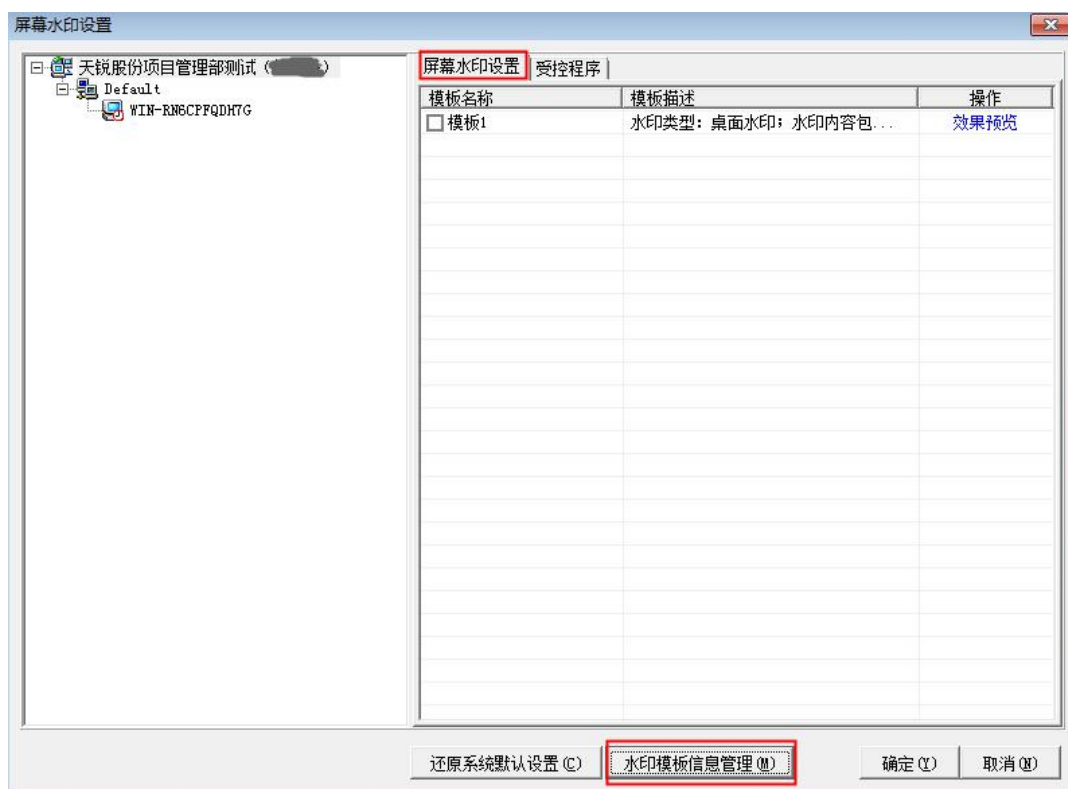 屏幕水印设置
天锐股份项目管理部测试 ( )
Default
WIN-RN6CPFQDH7G
屏幕水印设置 受控程序
模板名称 模板描述 操作
模板1 水印类型：桌面水印；水印内容包... 效果预览
还原系统默认设置(C) 水印模板信息管理(M) 确定(Y) 取消(N)